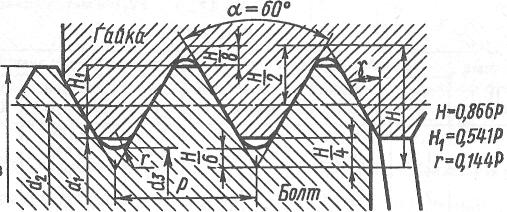 α=60°
Гайка
H/8
H/2
H₁
γ
H
H=0,866P
H₁=0,541P
r=0,144P
d₂
d₁
r
d₃
H/6
H/4
P
Болт